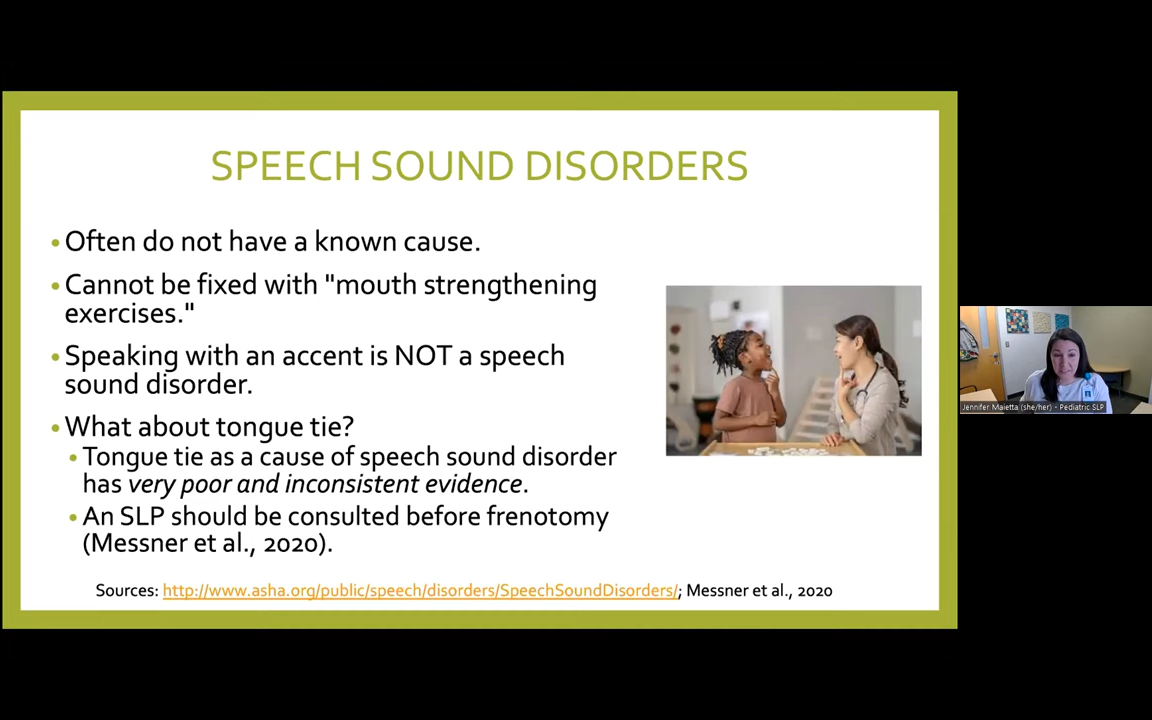 SPEECH SOUND DISORDERS
•Often do not have a known cause.
•Cannot be fixed with "mouth strengthening
exercises."
•Speaking with an accent is NOT a speech
sound disorder.
•What about tongue tie?
•Tongue tie as a cause of speech sound disorder
has very poor and inconsistent evidence.
•An SLP should be consulted before frenotomy
(Messner et al., 2020).
Sources: http://www.asha.org/public/speech/disorders/SpeechSoundDisorders/; Messner et al., 2020
Jennifer Maietta (she/her) - Pediatric SLP